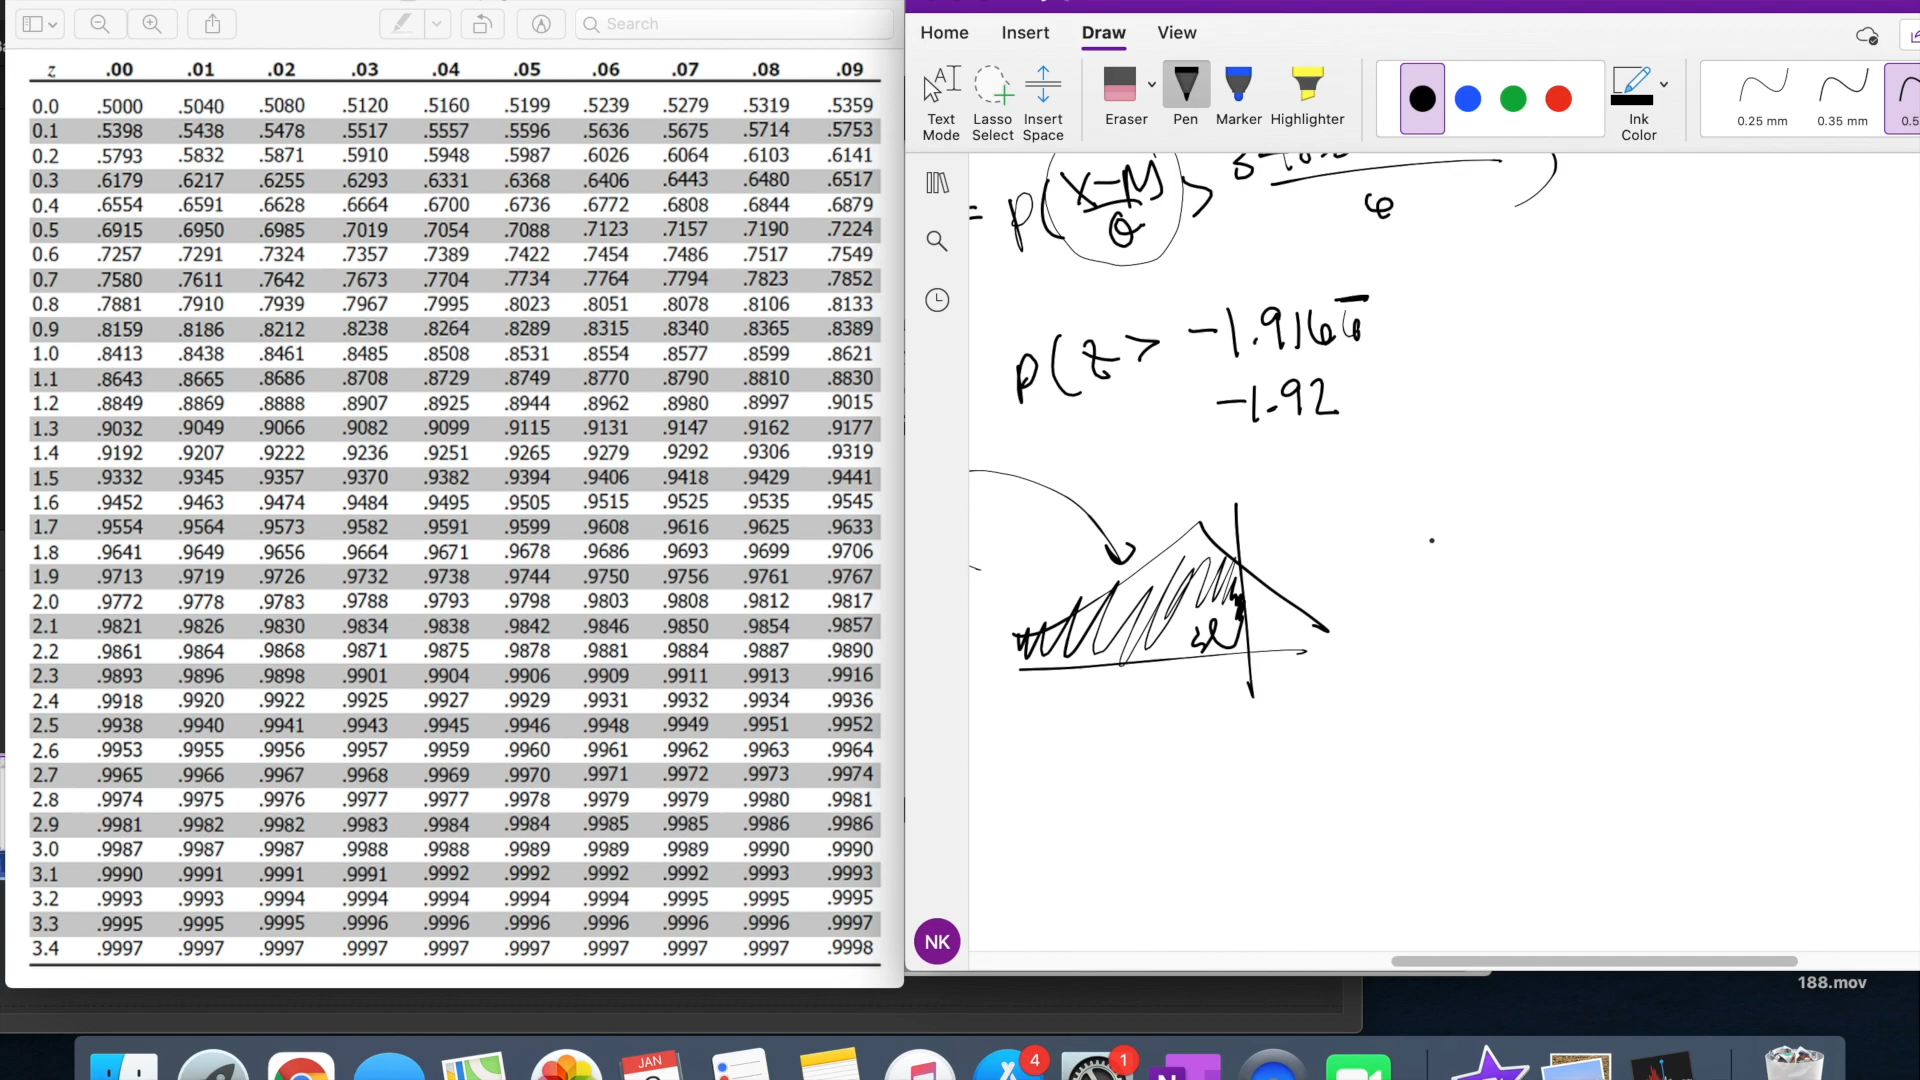 Search
z .00 .01 .02 .03 .04 .05 .06 .07 .08 .09
0.0 .5000 .5040 .5080 .5120 .5160 .5199 .5239 .5279 .5319 .5359
0.1 .5398 .5438 .5478 .5517 .5557 .5596 .5636 .5675 .5714 .5753
0.2 .5793 .5832 .5871 .5910 .5948 .5987 .6026 .6064 .6103 .6141
0.3 .6179 .6217 .6255 .6293 .6331 .6368 .6406 .6443 .6480 .6517
0.4 .6554 .6591 .6628 .6664 .6700 .6736 .6772 .6808 .6844 .6879
0.5 .6915 .6950 .6985 .7019 .7054 .7088 .7123 .7157 .7190 .7224
0.6 .7257 .7291 .7324 .7357 .7389 .7422 .7454 .7486 .7517 .7549
0.7 .7580 .7611 .7642 .7673 .7704 .7734 .7764 .7794 .7823 .7852
0.8 .7881 .7910 .7939 .7967 .7995 .8023 .8051 .8078 .8106 .8133
0.9 .8159 .8186 .8212 .8238 .8264 .8289 .8315 .8340 .8365 .8389
1.0 .8413 .8438 .8461 .8485 .8508 .8531 .8554 .8577 .8599 .8621
1.1 .8643 .8665 .8686 .8708 .8729 .8749 .8770 .8790 .8810 .8830
1.2 .8849 .8869 .8888 .8907 .8925 .8944 .8962 .8980 .8997 .9015
1.3 .9032 .9049 .9066 .9082 .9099 .9115 .9131 .9147 .9162 .9177
1.4 .9192 .9207 .9222 .9236 .9251 .9265 .9279 .9292 .9306 .9319
1.5 .9332 .9345 .9357 .9370 .9382 .9394 .9406 .9418 .9429 .9441
1.6 .9452 .9463 .9474 .9484 .9495 .9505 .9515 .9525 .9535 .9545
1.7 .9554 .9564 .9573 .9582 .9591 .9599 .9608 .9616 .9625 .9633
1.8 .9641 .9649 .9656 .9664 .9671 .9678 .9686 .9693 .9699 .9706
1.9 .9713 .9719 .9726 .9732 .9738 .9744 .9750 .9756 .9761 .9767
2.0 .9772 .9778 .9783 .9788 .9793 .9798 .9803 .9808 .9812 .9817
2.1 .9821 .9826 .9830 .9834 .9838 .9842 .9846 .9850 .9854 .9857
2.2 .9861 .9864 .9868 .9871 .9875 .9878 .9881 .9884 .9887 .9890
2.3 .9893 .9896 .9898 .9901 .9904 .9906 .9909 .9911 .9913 .9916
2.4 .9918 .9920 .9922 .9925 .9927 .9929 .9931 .9932 .9934 .9936
2.5 .9938 .9940 .9941 .9943 .9945 .9946 .9948 .9949 .9951 .9952
2.6 .9953 .9955 .9956 .9957 .9959 .9960 .9961 .9962 .9963 .9964
2.7 .9965 .9966 .9967 .9968 .9969 .9970 .9971 .9972 .9973 .9974
2.8 .9974 .9975 .9976 .9977 .9977 .9978 .9979 .9979 .9980 .9981
2.9 .9981 .9982 .9982 .9983 .9984 .9984 .9985 .9985 .9986 .9986
3.0 .9987 .9987 .9987 .9988 .9988 .9989 .9989 .9989 .9990 .9990
3.1 .9990 .9991 .9991 .9991 .9992 .9992 .9992 .9992 .9993 .9993
3.2 .9993 .9993 .9994 .9994 .9994 .9994 .9994 .9995 .9995 .9995
3.3 .9995 .9995 .9995 .9996 .9996 .9996 .9996 .9996 .9996 .9997
3.4 .9997 .9997 .9997 .9997 .9997 .9997 .9997 .9997 .9997 .9998
Home Insert Draw View
Text Mode
Lasso Select
Insert Space
Eraser
Pen
Marker
Highlighter
Ink Color
0.25 mm
0.35 mm
P(z > -1.9166
-1.92
NK
188.mov
JAN
4
1